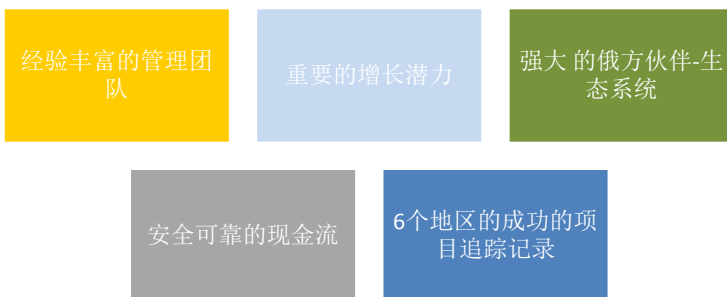 经验丰富的管理团
队
重要的增长潜力
强大 的俄方伙伴-生
态系统
安全可靠的现金流
6个地区的成功的项
目追踪记录